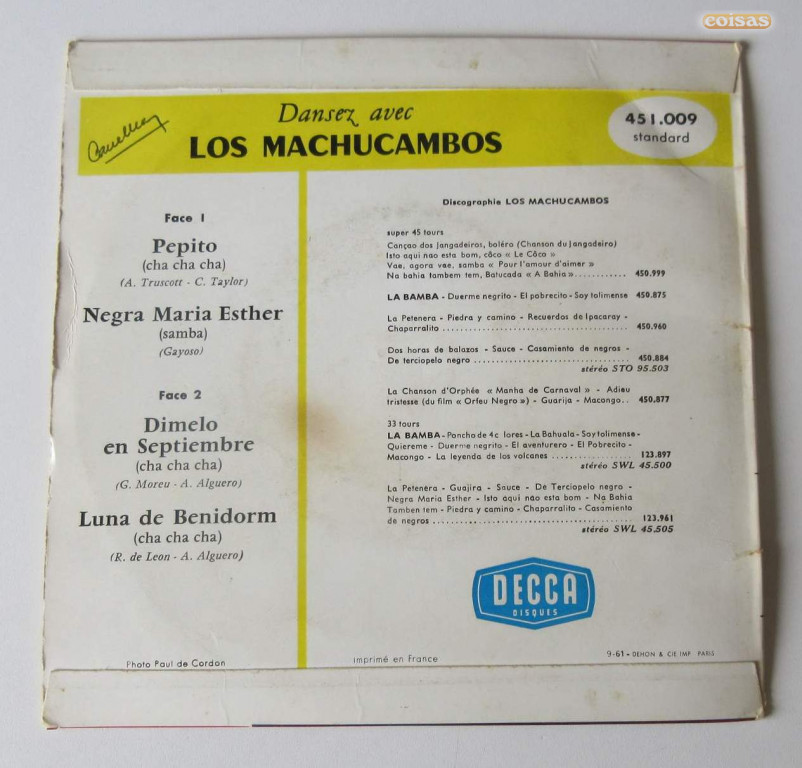 coisas
Dansez avec
LOS MACHUCAMBOS
451.009
standard
Face 1
Pepito
(cha cha cha)
(A. Truscott - C. Taylor)
Negra Maria Esther
(samba)
(Gayoso)
Face 2
Dimelo
en Septiembre
(cha cha cha)
(G. Moreu - A. Alguero)
Luna de Benidorm
(cha cha cha)
(R. de Leon - A. Alguero)
Photo Paul de Cordon
Discographie LOS MACHUCAMBOS
super 45 tours
Cançao dos Jangadeiros, boléro (Chanson du Jangadeiro)
Isto aqui nao esta bom, côco « Le Côco »
Vae, agora vae, samba « Pour l'amour d'aimer »
Na bahia tambem tem, Batucada « A Bahia » ............ 450.999
LA BAMBA - Duerme negrito - El pobrecito - Soy tolimense 450.875
La Petenera - Piedra y camino - Recuerdos de Ipacaray -
Chaparralito ........................................ 450.960
Dos horas de balazos - Sauce - Casamiento de negros -
De terciopelo negro ................................. 450.884
stéréo STO 95.503
La Chanson d'Orphée « Manha de Carnaval » - Adieu
tristesse (du film « Orfeu Negro ») - Guarija - Macongo.. 450.877
33 tours
LA BAMBA - Poncho de 4 c lores - La Bahuala - Soy tolimense -
Quiereme - Duerme negrito - El aventurero - El Pobrecito -
Macongo - La leyenda de los volcanes ................. 123.897
stéréo SWL 45.500
La Petenera - Guajira - Sauce - De Terciopelo negro -
Negra Maria Esther - Isto aqui nao esta bom - Na Bahia
Tamben tem - Piedra y camino - Chaparralito - Casamiento
de negros ........................................... 123.961
stéréo SWL 45.505
DECCA
DISQUES
imprimé en France
9-61 - DEHON & CIE IMP. PARIS